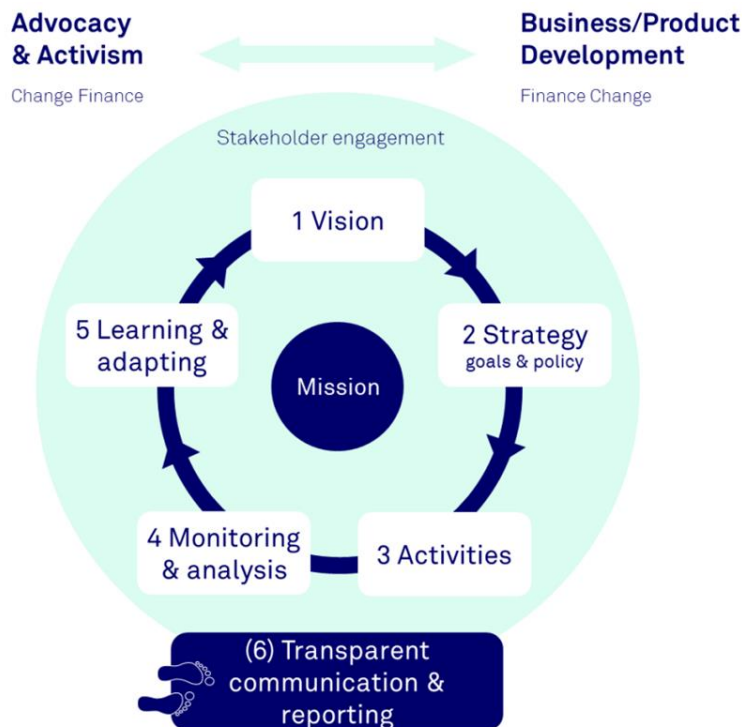 Advocacy
& Activism
Change Finance
Business/Product
Development
Finance Change
Stakeholder engagement
1 Vision
2 Strategy
goals & policy
3 Activities
4 Monitoring
& analysis
5 Learning &
adapting
Mission
(6) Transparent
communication &
reporting